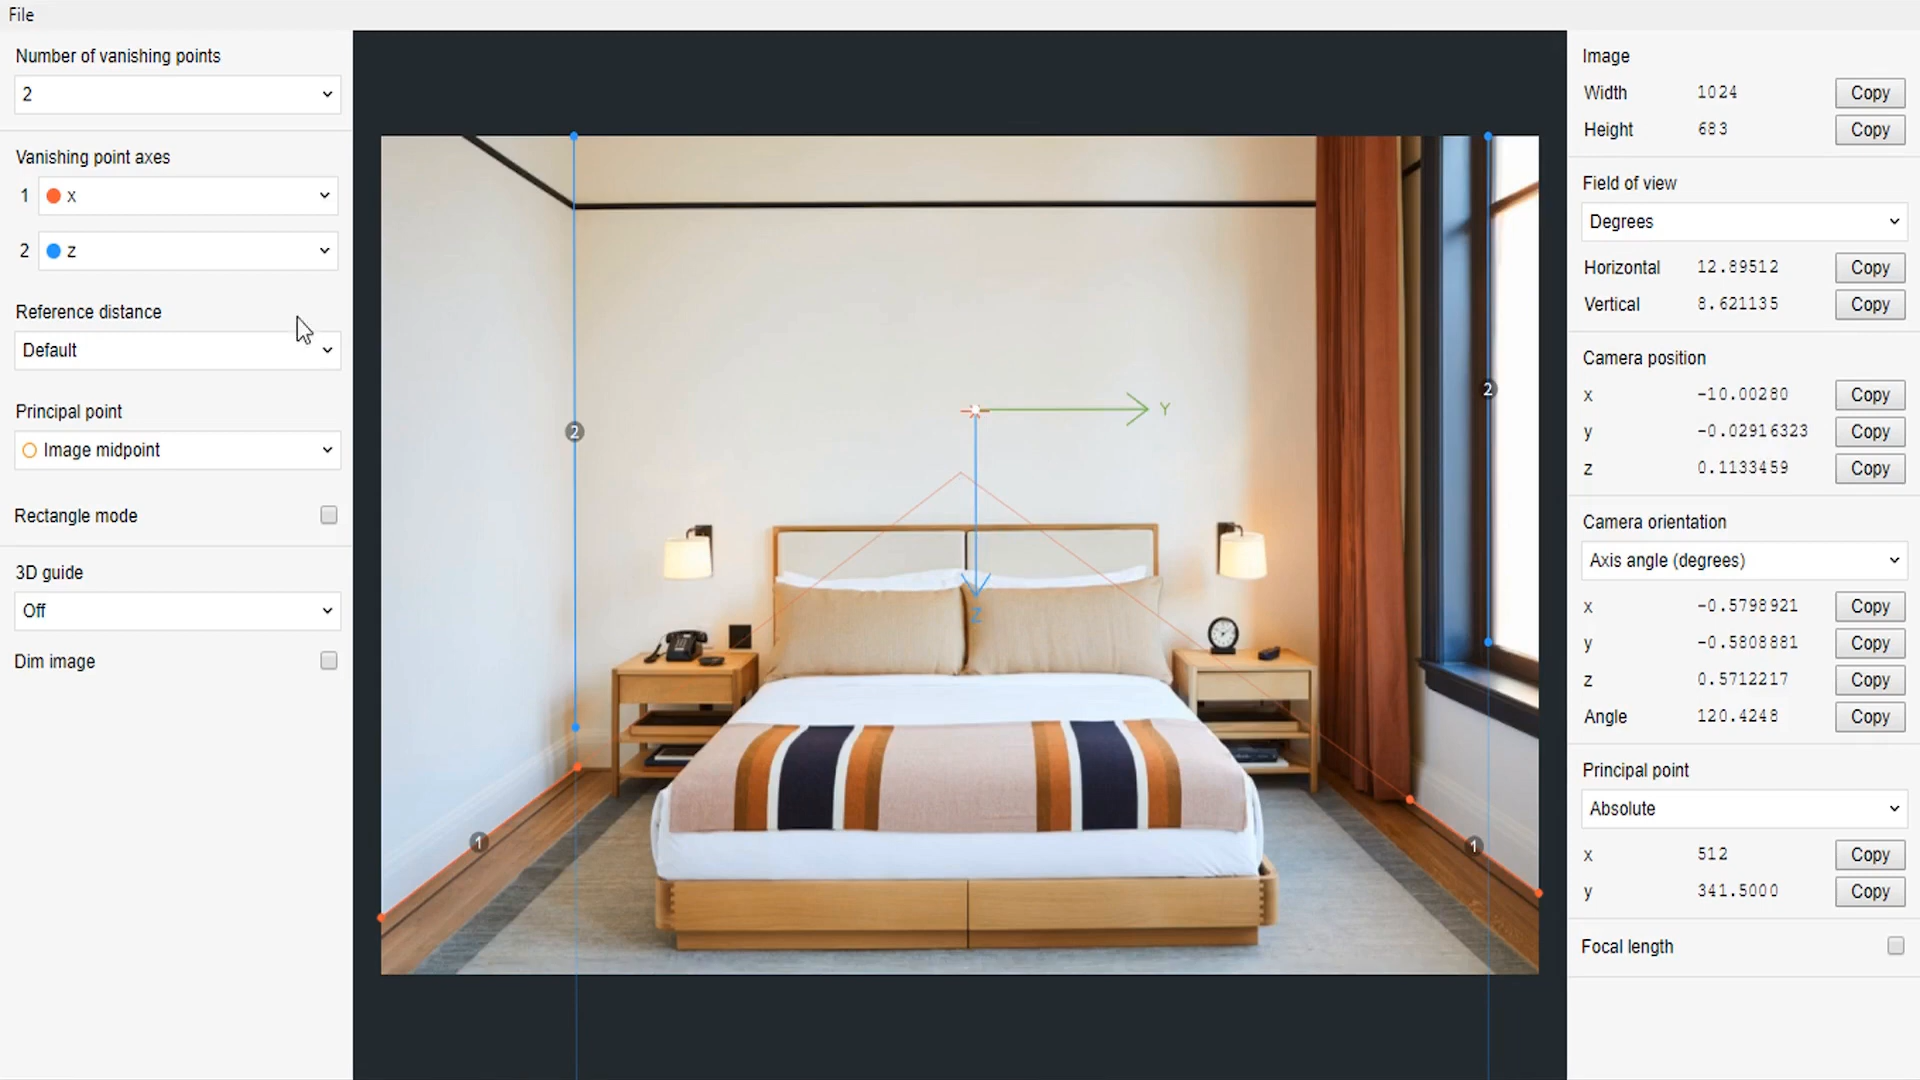 File
Number of vanishing points
2
Vanishing point axes
1 x
2 z
Reference distance
Default
Principal point
Image midpoint
Rectangle mode
3D guide
Off
Dim image
2
2
Y
Z
1
1
Image
Width 1024 Copy
Height 683 Copy
Field of view
Degrees
Horizontal 12.89512 Copy
Vertical 8.621135 Copy
Camera position
x -10.00280 Copy
y -0.02916323 Copy
z 0.1133459 Copy
Camera orientation
Axis angle (degrees)
x -0.5798921 Copy
y -0.5808881 Copy
z 0.5712217 Copy
Angle 120.4248 Copy
Principal point
Absolute
x 512 Copy
y 341.5000 Copy
Focal length